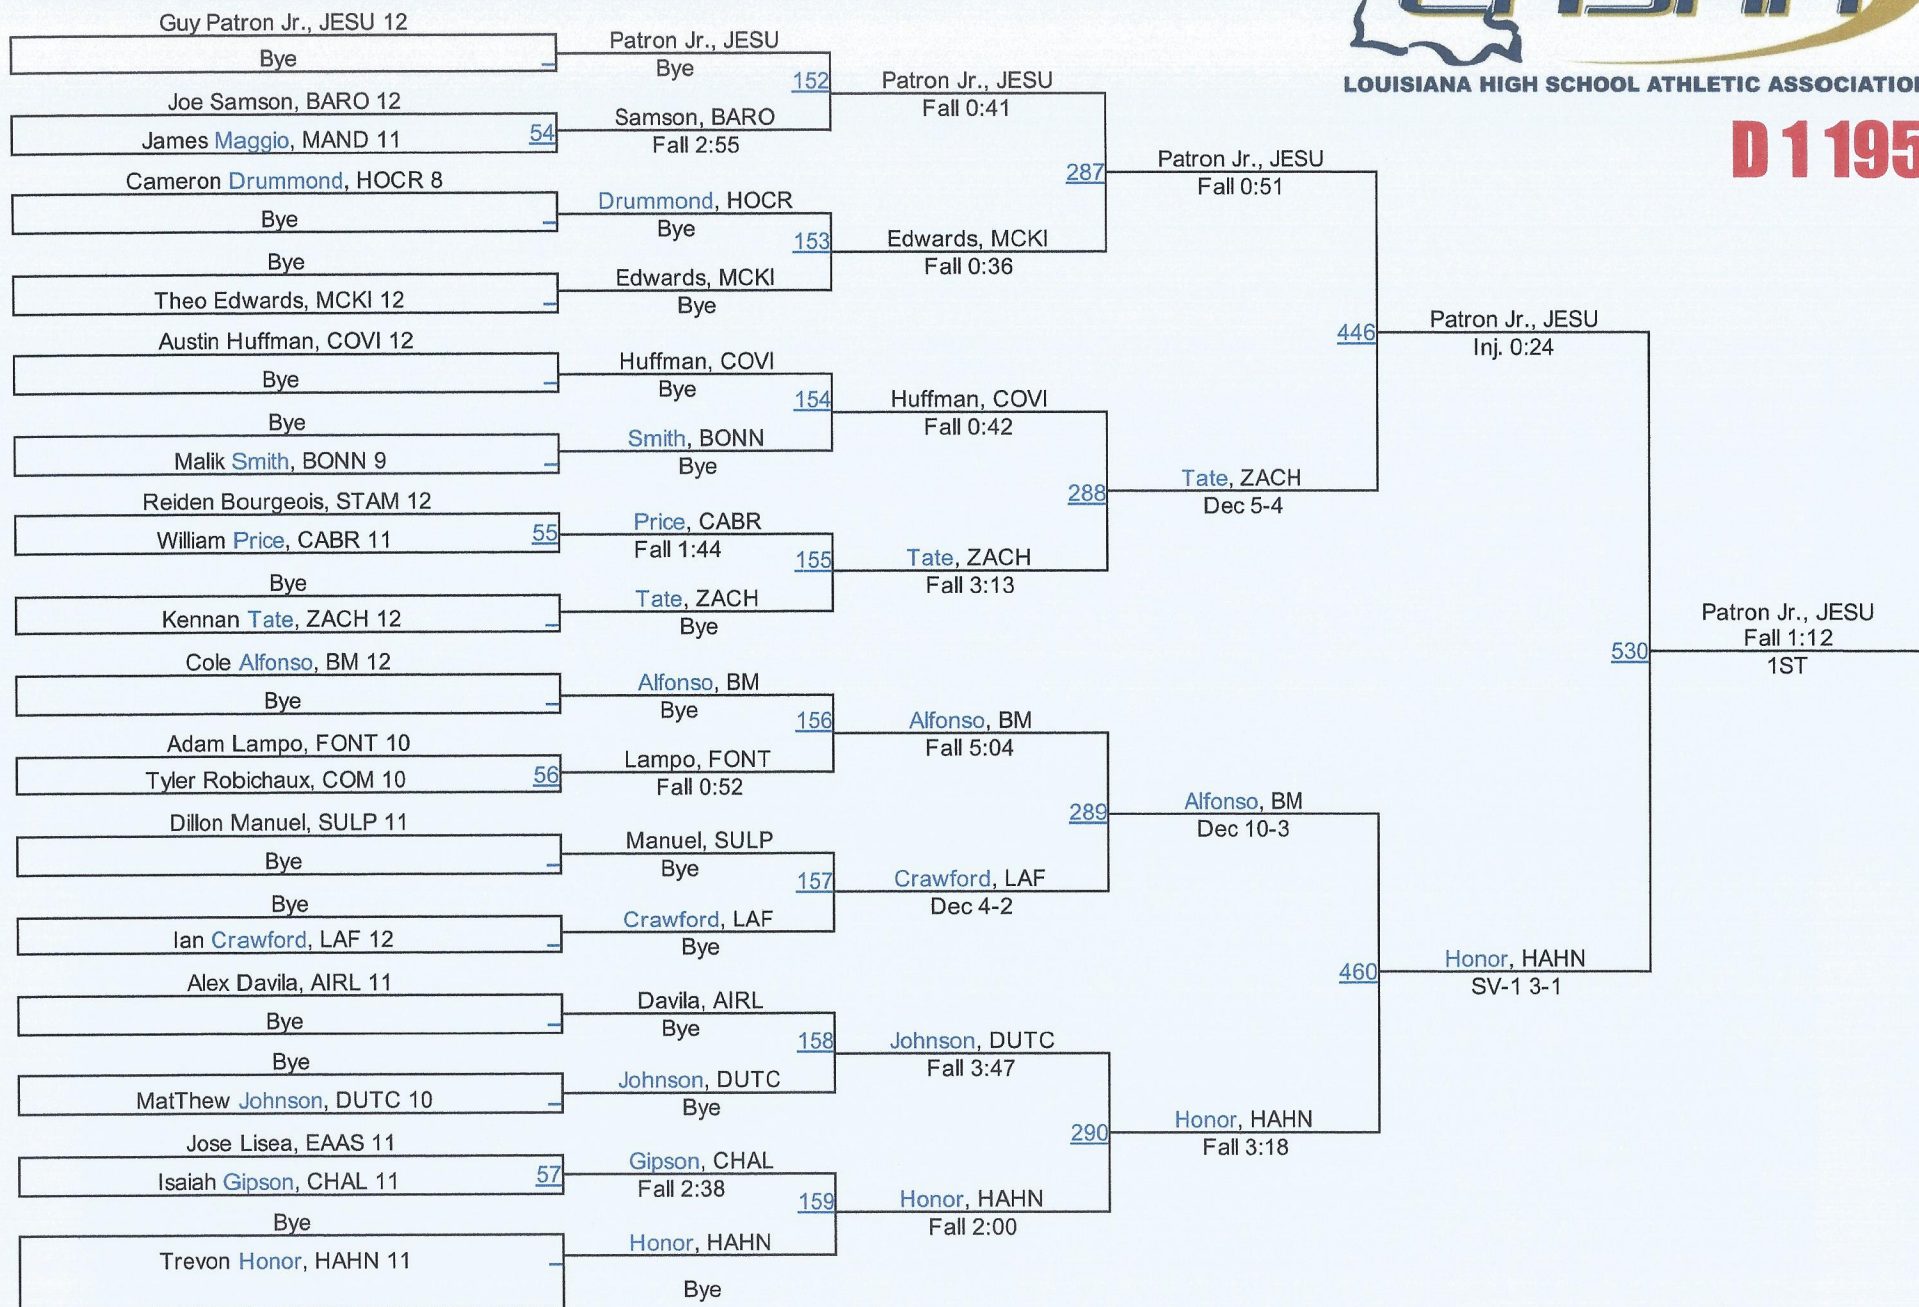 LOUISIANA HIGH SCHOOL ATHLETIC ASSOCIATION
D 1 195
Guy Patron Jr., JESU 12
Bye
Joe Samson, BARO 12
James Maggio, MAND 11
54
Cameron Drummond, HOCR 8
Bye
Bye
Theo Edwards, MCKI 12
Austin Huffman, COVI 12
Bye
Bye
Malik Smith, BONN 9
Reiden Bourgeois, STAM 12
William Price, CABR 11
55
Bye
Kennan Tate, ZACH 12
Cole Alfonso, BM 12
Bye
Adam Lampo, FONT 10
Tyler Robichaux, COM 10
56
Dillon Manuel, SULP 11
Bye
Bye
Ian Crawford, LAF 12
Alex Davila, AIRL 11
Bye
Bye
MatThew Johnson, DUTC 10
Jose Lisea, EAAS 11
Isaiah Gipson, CHAL 11
57
Bye
Trevon Honor, HAHN 11
Patron Jr., JESU
Bye
152
Samson, BARO
Fall 2:55
Drummond, HOCR
Bye
153
Edwards, MCKI
Bye
Huffman, COVI
Bye
154
Smith, BONN
Bye
Price, CABR
Fall 1:44
155
Tate, ZACH
Bye
Alfonso, BM
Bye
156
Lampo, FONT
Fall 0:52
Manuel, SULP
Bye
157
Crawford, LAF
Bye
Davila, AIRL
Bye
158
Johnson, DUTC
Bye
Gipson, CHAL
Fall 2:38
159
Honor, HAHN
Bye
Patron Jr., JESU
Fall 0:41
287
Edwards, MCKI
Fall 0:36
Huffman, COVI
Fall 0:42
288
Tate, ZACH
Fall 3:13
Alfonso, BM
Fall 5:04
289
Crawford, LAF
Dec 4-2
Johnson, DUTC
Fall 3:47
290
Honor, HAHN
Fall 2:00
Patron Jr., JESU
Fall 0:51
446
Tate, ZACH
Dec 5-4
Alfonso, BM
Dec 10-3
460
Honor, HAHN
Fall 3:18
Patron Jr., JESU
Inj. 0:24
530
Honor, HAHN
SV-1 3-1
Patron Jr., JESU
Fall 1:12
1ST